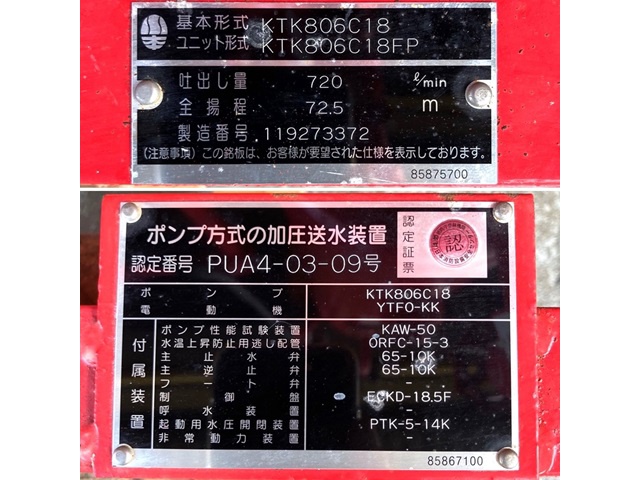 基本形式 KTK806C18
ユニット形式 KTK806C18FP
吐出し量 720 ℓ/min
全揚程 72.5 m
製造番号 119273372
(注意事項) この銘板は、お客様が要望された仕様を表示しております。
85875700
ポンプ方式の加圧送水装置
認定番号 PUA4-03-09号
認定証票
認
ポンプ KTK806C18
電動機 YTFO-KK
付属装置
ポンプ性能試験装置 KAW-50
水温上昇防止用逃し配管 ORFC-15-3
主止水弁 65-10K
主逆止弁 65-10K
フート弁 -
制御盤 ECKD-18.5F
呼水装置 -
起動用水圧開閉装置 PTK-5-14K
非常動力装置 -
85867100